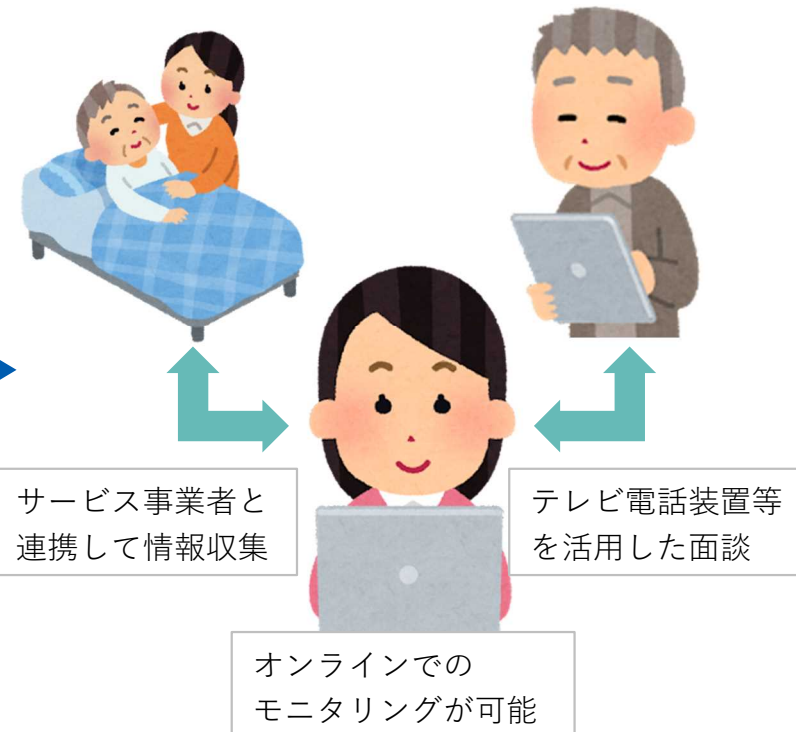 サービス事業者と
連携して情報収集
テレビ電話装置等
を活用した面談
オンラインでの
モニタリングが可能